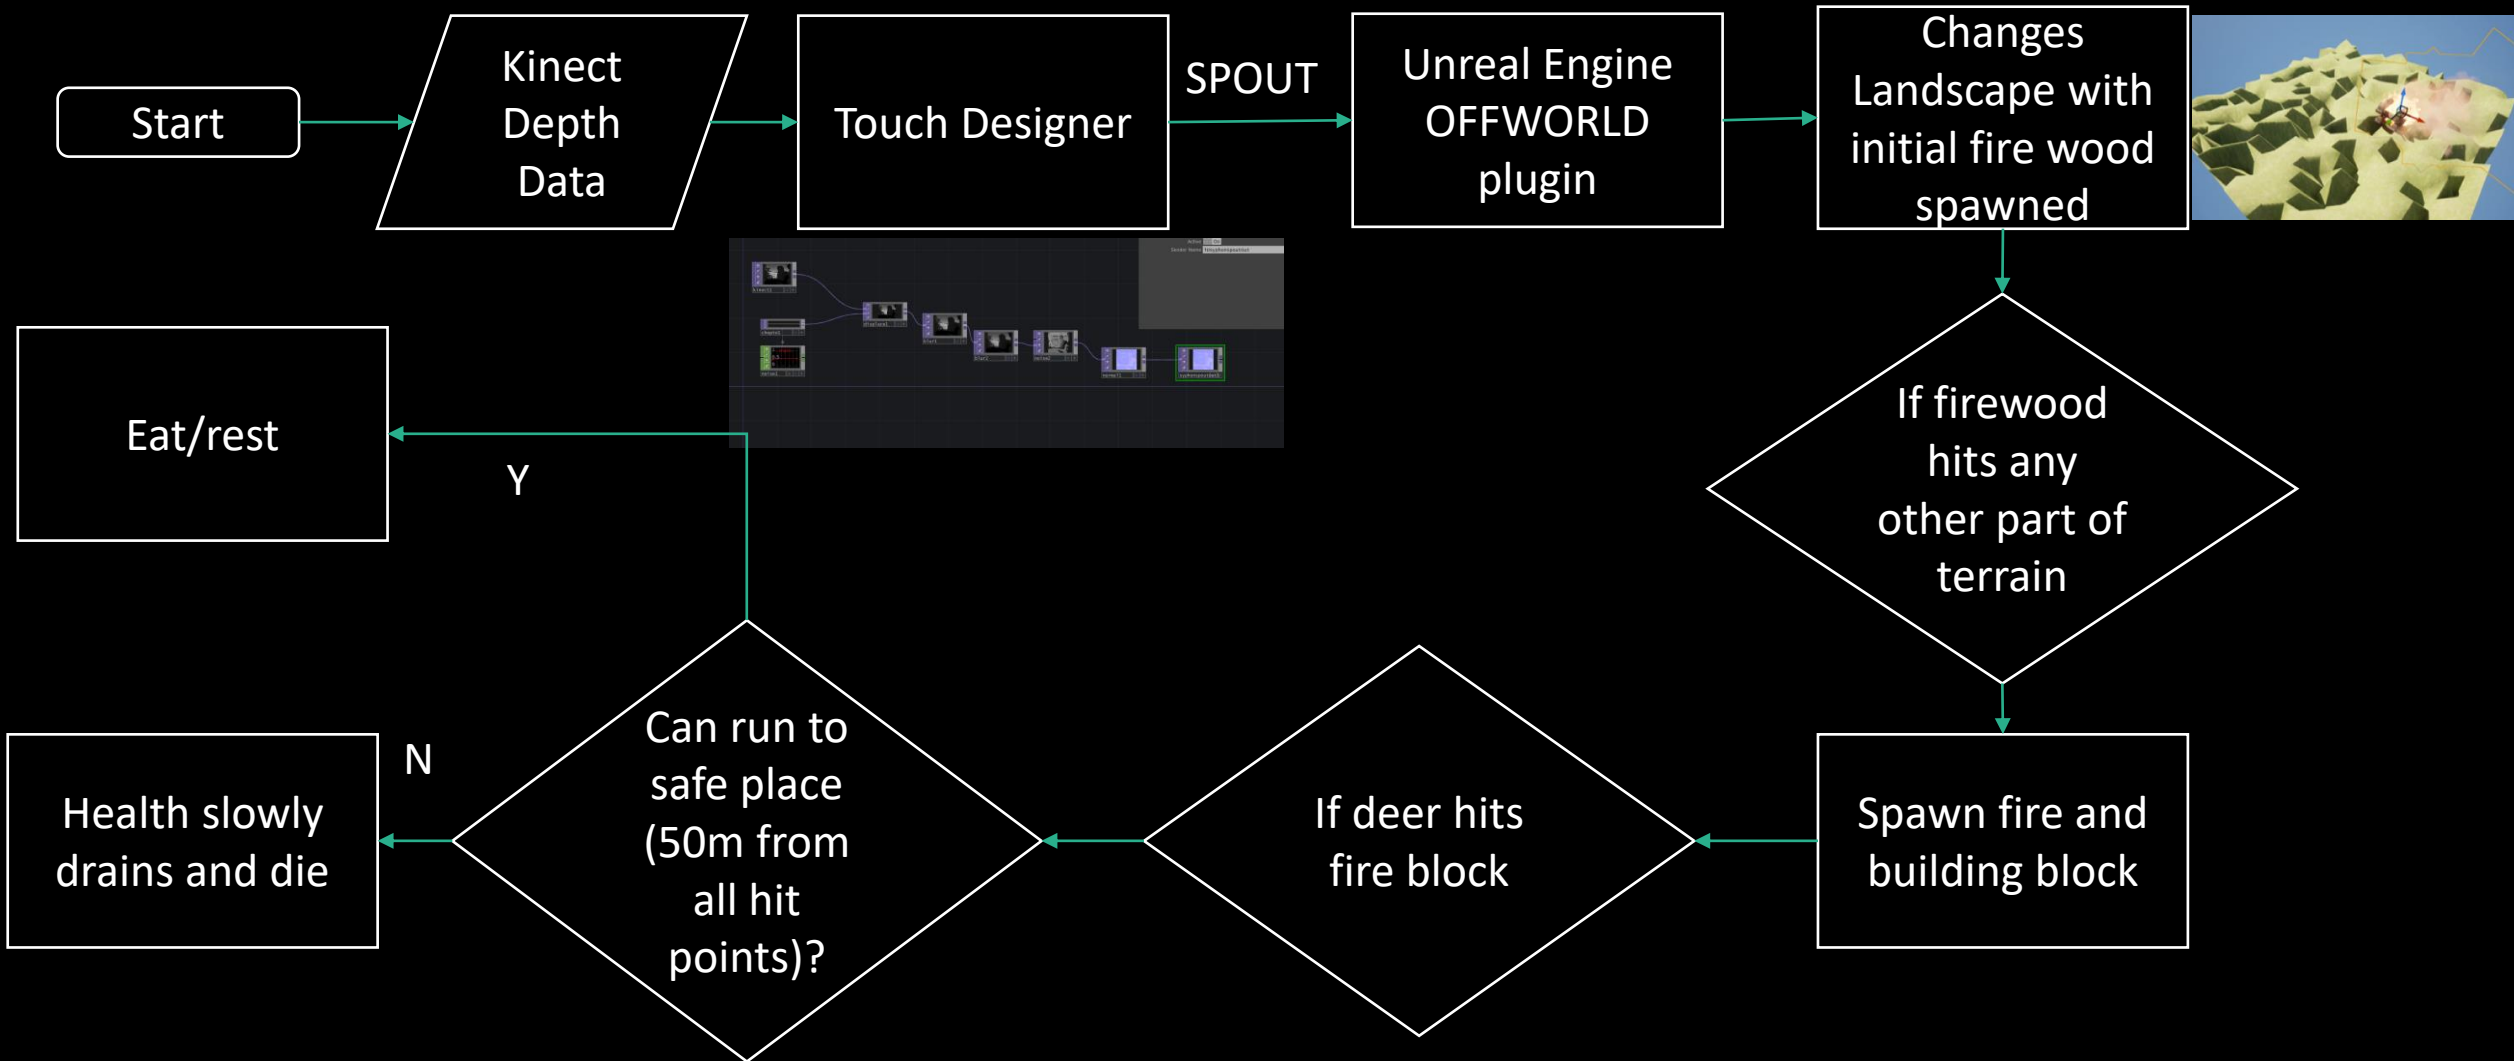 Start
Kinect
Depth
Data
Touch Designer
SPOUT
Unreal Engine
OFFWORLD
plugin
Changes
Landscape with
initial fire wood
spawned
If firewood
hits any
other part of
terrain
Spawn fire and
building block
If deer hits
fire block
Can run to
safe place
(50m from
all hit
points)?
Y
Eat/rest
N
Health slowly
drains and die